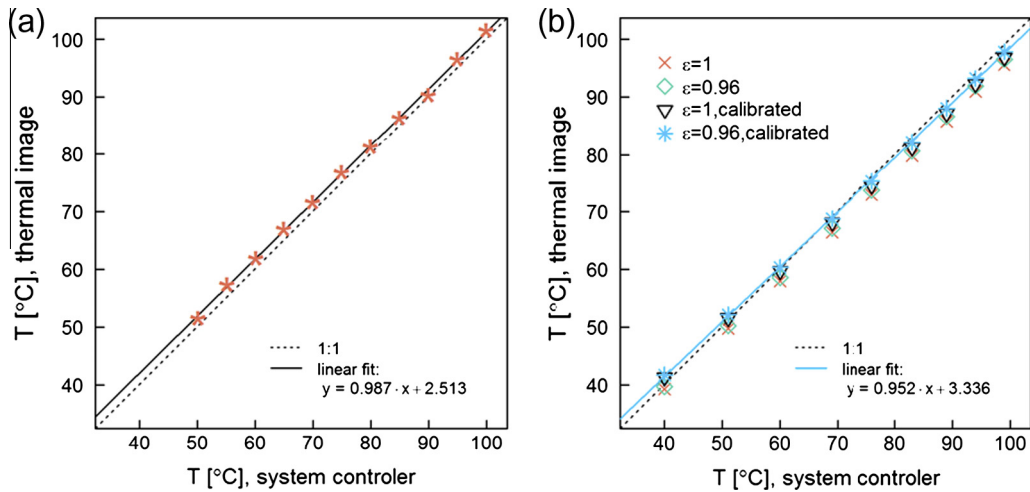 (a)
T [°C], thermal image
100
90
80
70
60
50
40
1:1
linear fit:
y = 0.987 · x + 2.513
40 50 60 70 80 90 100
T [°C], system controler
(b)
T [°C], thermal image
100
90
80
70
60
50
40
ε=1
ε=0.96
ε=1,calibrated
ε=0.96,calibrated
1:1
linear fit:
y = 0.952 · x + 3.336
40 50 60 70 80 90 100
T [°C], system controler